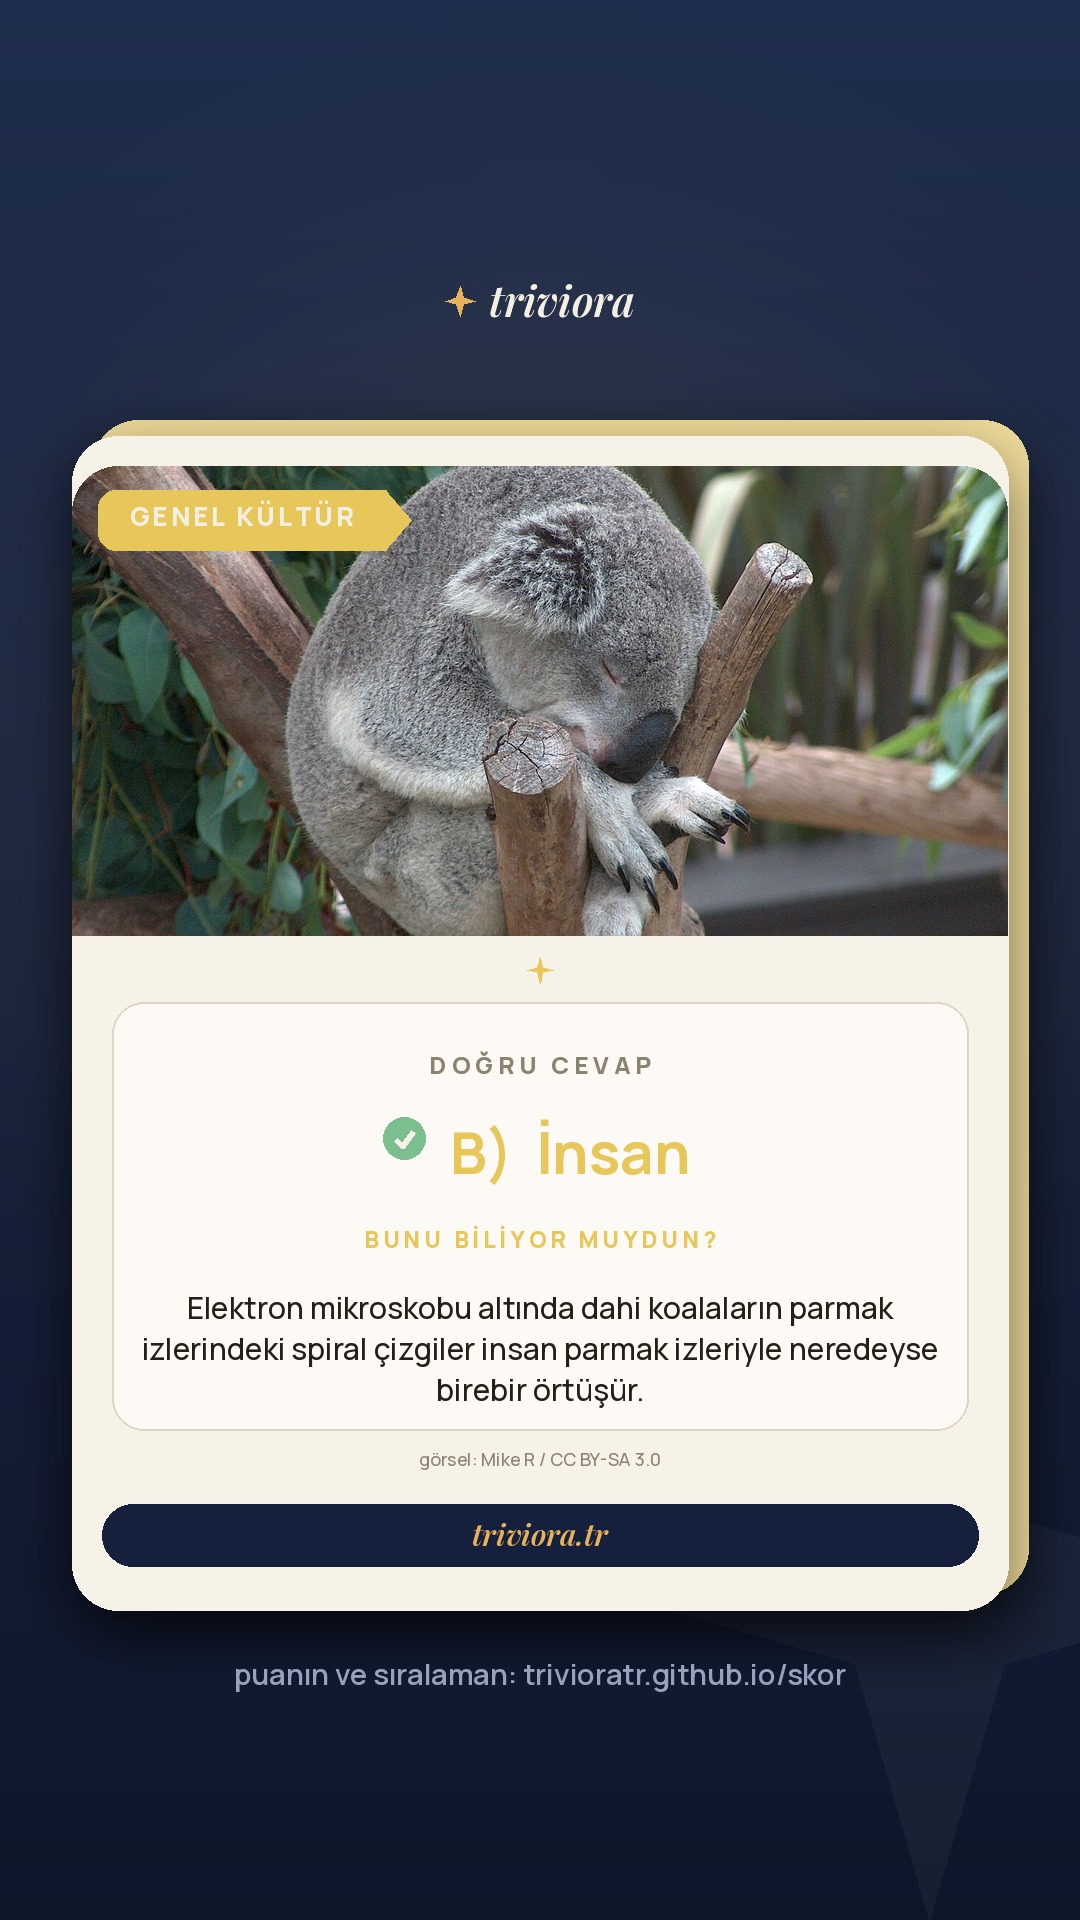 triviora
GENEL KÜLTÜR
DOĞRU CEVAP
B) İnsan
BUNU BİLİYOR MUYDUN?
Elektron mikroskobu altında dahi koalaların parmak
izlerindeki spiral çizgiler insan parmak izleriyle neredeyse
birebir örtüşür.
görsel: Mike R / CC BY-SA 3.0
triviora.tr
puanın ve sıralaman: trivioratr.github.io/skor